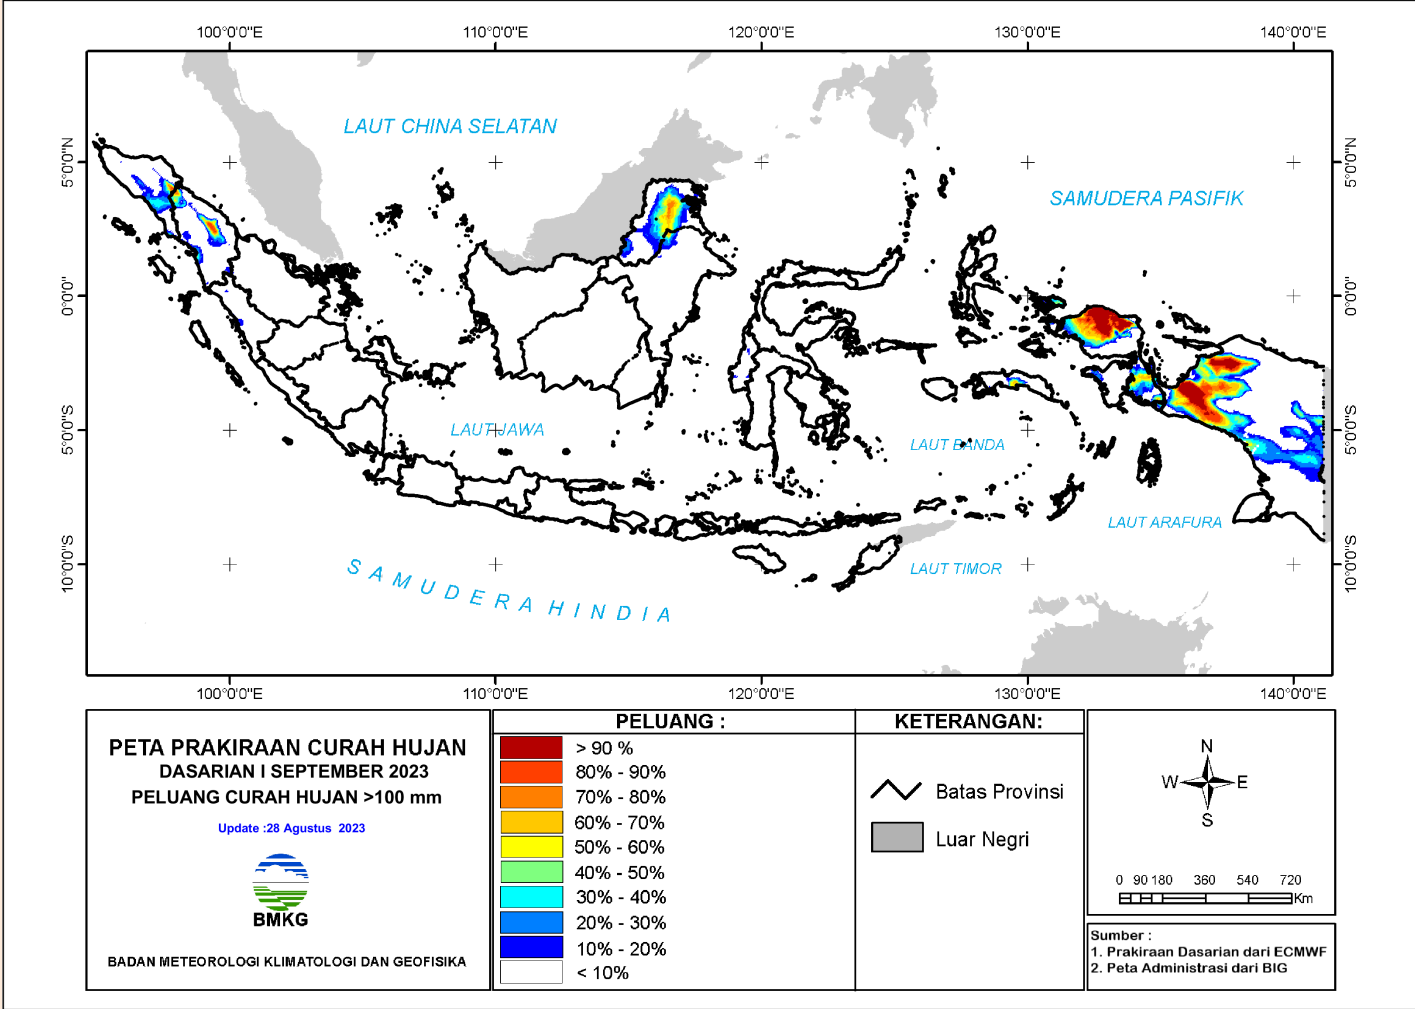 100°0'0"E 110°0'0"E 120°0'0"E 130°0'0"E 140°0'0"E
5°0'0"N 5°0'0"N
0°0'0" 0°0'0"
5°0'0"S 5°0'0"S
10°0'0"S 10°0'0"S
LAUT CHINA SELATAN
SAMUDERA PASIFIK
LAUT JAWA
LAUT BANDA
LAUT ARAFURA
LAUT TIMOR
SAMUDERA HINDIA
100°0'0"E 110°0'0"E 120°0'0"E 130°0'0"E 140°0'0"E
PETA PRAKIRAAN CURAH HUJAN
DASARIAN I SEPTEMBER 2023
PELUANG CURAH HUJAN >100 mm
Update :28 Agustus 2023
BMKG
BADAN METEOROLOGI KLIMATOLOGI DAN GEOFISIKA
PELUANG :
> 90 %
80% - 90%
70% - 80%
60% - 70%
50% - 60%
40% - 50%
30% - 40%
20% - 30%
10% - 20%
< 10%
KETERANGAN:
Batas Provinsi
Luar Negri
N
W E
S
0 90 180 360 540 720
Km
Sumber :
1. Prakiraan Dasarian dari ECMWF
2. Peta Administrasi dari BIG